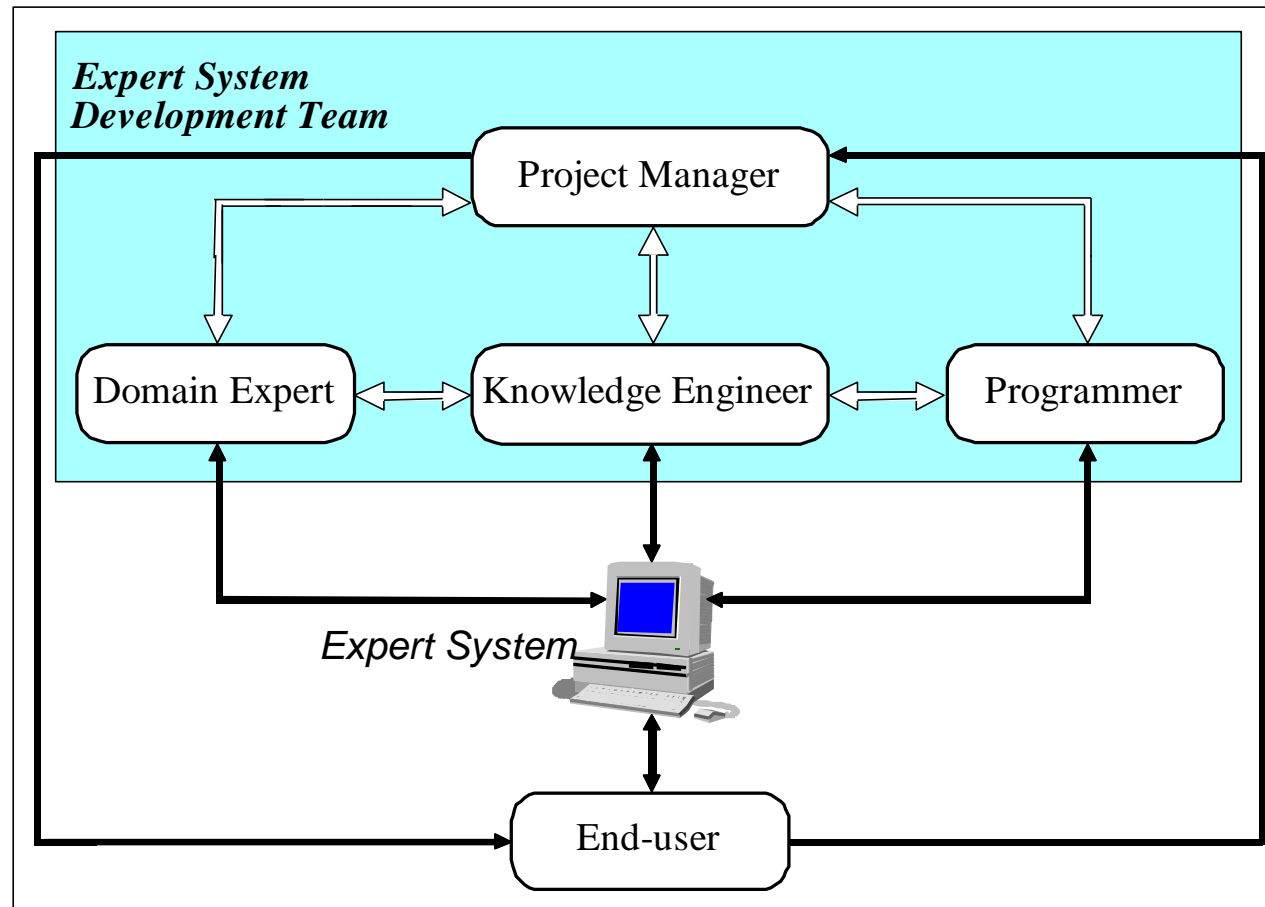 Expert System
Development Team
Project Manager
Domain Expert
Knowledge Engineer
Programmer
Expert System
End-user